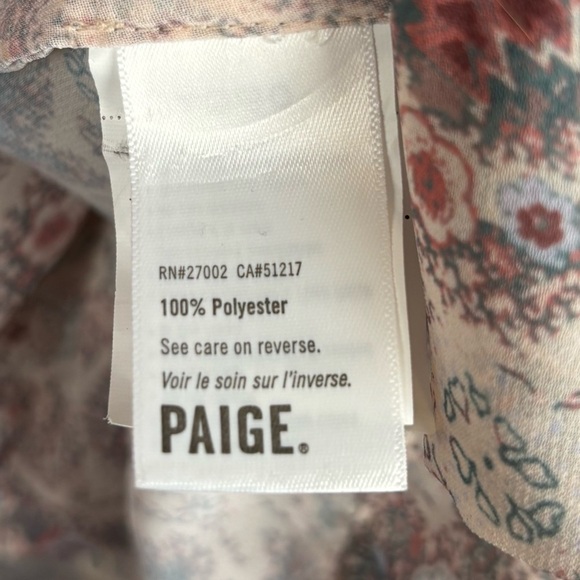 RN#27002 CA#51217
100% Polyester
See care on reverse.
Voir le soin sur l'inverse.
PAIGE®